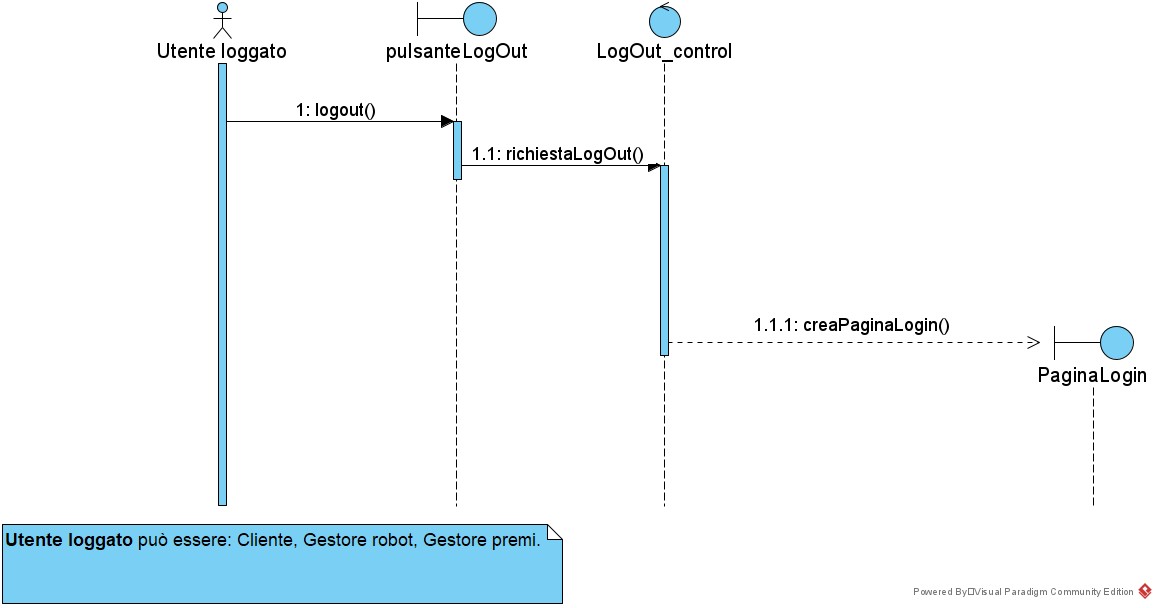 Utente loggato
pulsanteLogOut
LogOut_control
1: logout()
1.1: richiestaLogOut()
1.1.1: creaPaginaLogin()
PaginaLogin
Utente loggato può essere: Cliente, Gestore robot, Gestore premi.
Powered By□Visual Paradigm Community Edition